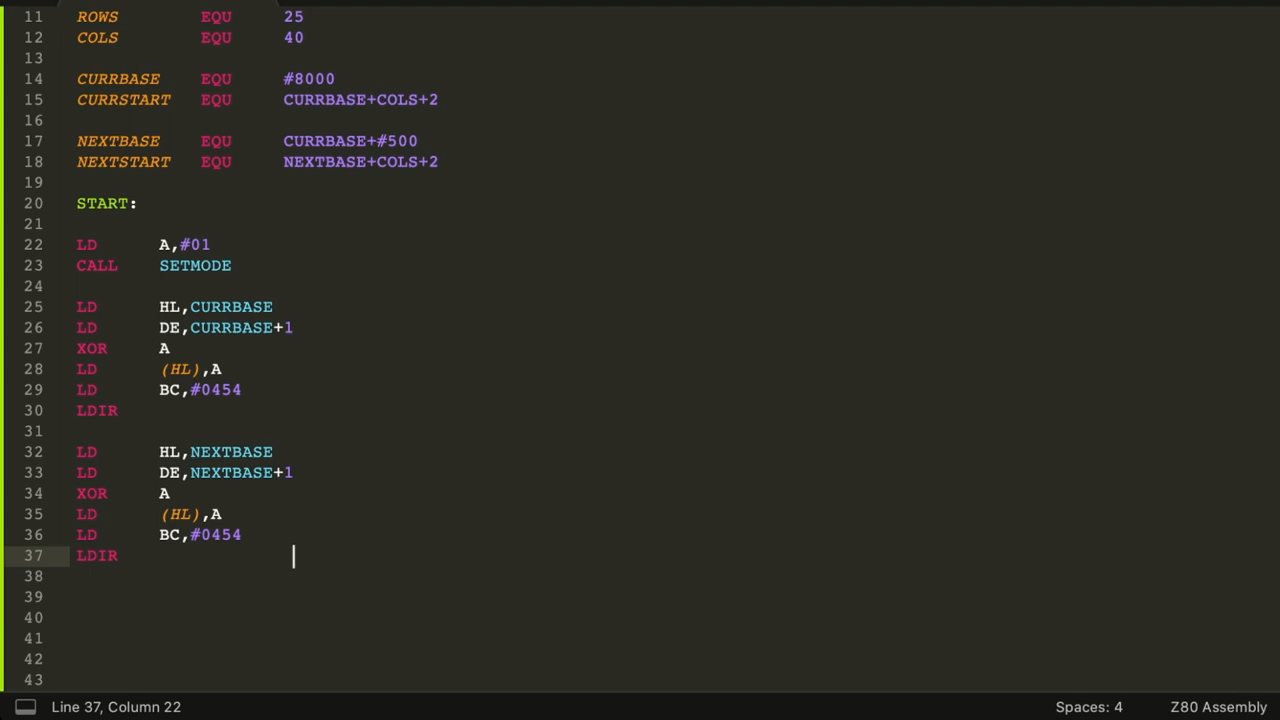 11 ROWS EQU 25
12 COLS EQU 40
13
14 CURRBASE EQU #8000
15 CURRSTART EQU CURRBASE+COLS+2
16
17 NEXTBASE EQU CURRBASE+#500
18 NEXTSTART EQU NEXTBASE+COLS+2
19
20 START:
21
22 LD A,#01
23 CALL SETMODE
24
25 LD HL,CURRBASE
26 LD DE,CURRBASE+1
27 XOR A
28 LD (HL),A
29 LD BC,#0454
30 LDIR
31
32 LD HL,NEXTBASE
33 LD DE,NEXTBASE+1
34 XOR A
35 LD (HL),A
36 LD BC,#0454
37 LDIR
38
39
40
41
42
43
Line 37, Column 22 Spaces: 4 Z80 Assembly